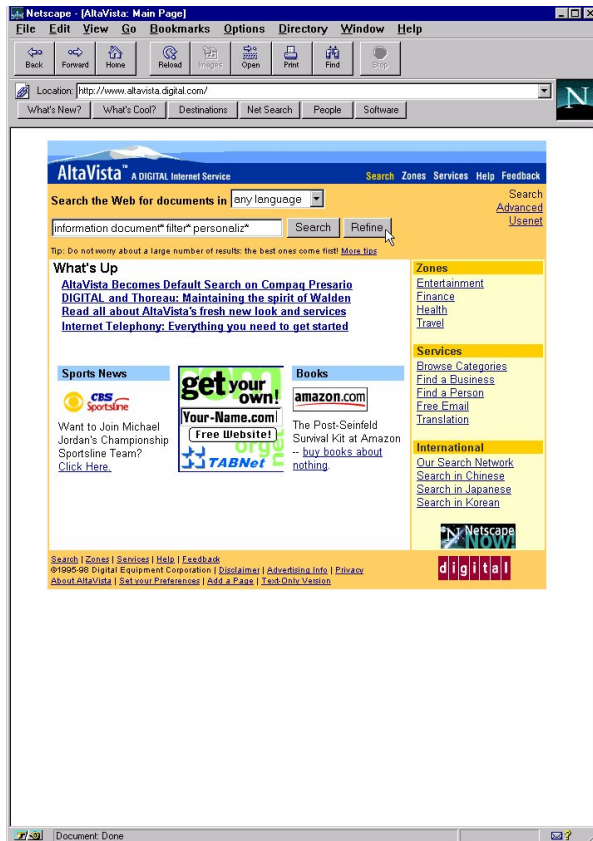 Netscape - [AltaVista: Main Page]
File Edit View Go Bookmarks Options Directory Window Help
Back Forward Home Reload Images Open Print Find Stop
Location: http://www.altavista.digital.com/
N
What's New? What's Cool? Destinations Net Search People Software
AltaVista™ A DIGITAL Internet Service
Search Zones Services Help Feedback
Search the Web for documents in any language
Search
Advanced
Usenet
information document* filter* personaliz* Search Refine
Tip: Do not worry about a large number of results: the best ones come first! More tips
What's Up
AltaVista Becomes Default Search on Compaq Presario
DIGITAL and Thoreau: Maintaining the spirit of Walden
Read all about AltaVista's fresh new look and services
Internet Telephony: Everything you need to get started
Sports News
CBS
Sportsline
Want to Join Michael
Jordan's Championship
Sportsline Team?
Click Here.
get your
own!
Your-Name.com
Free Website!
TABNet
Books
amazon.com
The Post-Seinfeld
Survival Kit at Amazon
-- buy books about
nothing.
Zones
Entertainment
Finance
Health
Travel
Services
Browse Categories
Find a Business
Find a Person
Free Email
Translation
International
Our Search Network
Search in Chinese
Search in Japanese
Search in Korean
N Netscape
NOW!
digital
Search | Zones | Services | Help | Feedback
©1995-98 Digital Equipment Corporation | Disclaimer | Advertising Info | Privacy
About AltaVista | Set your Preferences | Add a Page | Text-Only Version
Document: Done